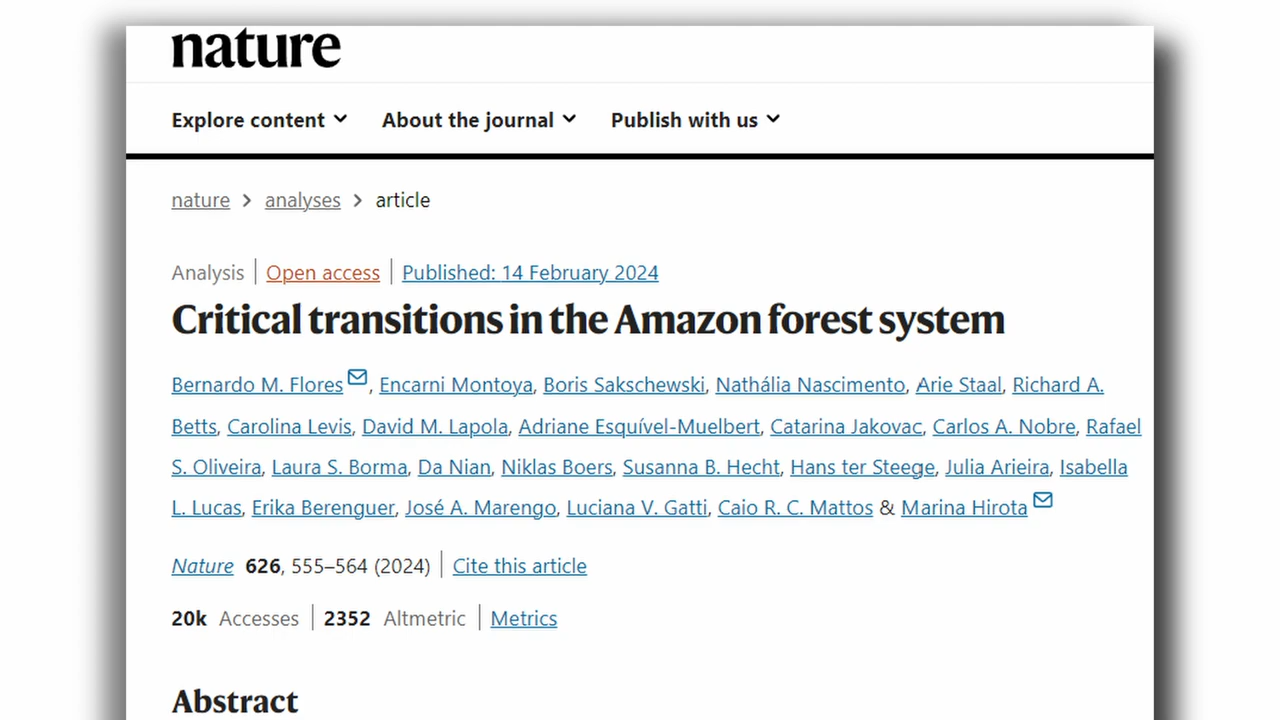 nature
Explore content About the journal Publish with us
nature > analyses > article
Analysis | Open access | Published: 14 February 2024
Critical transitions in the Amazon forest system
Bernardo M. Flores, Encarni Montoya, Boris Sakschewski, Nathália Nascimento, Arie Staal, Richard A.
Betts, Carolina Levis, David M. Lapola, Adriane Esquível-Muelbert, Catarina Jakovac, Carlos A. Nobre, Rafael
S. Oliveira, Laura S. Borma, Da Nian, Niklas Boers, Susanna B. Hecht, Hans ter Steege, Julia Arieira, Isabella
L. Lucas, Erika Berenguer, José A. Marengo, Luciana V. Gatti, Caio R. C. Mattos & Marina Hirota
Nature 626, 555–564 (2024) | Cite this article
20k Accesses | 2352 Altmetric | Metrics
Abstract